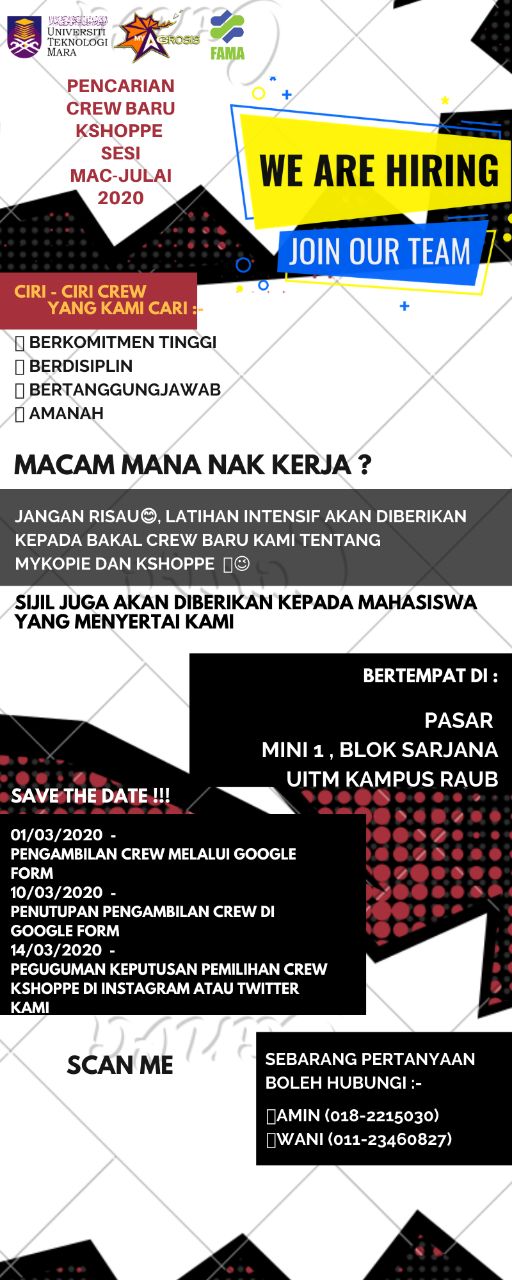 UNIVERSITI
TEKNOLOGI
MARA
AGROSIS
FAMA
PENCARIAN
CREW BARU
KSHOPPE
SESI
MAC-JULAI
2020
WE ARE HIRING
JOIN OUR TEAM
CIRI - CIRI CREW
YANG KAMI CARI :-
BERKOMITMEN TINGGI
BERDISIPLIN
BERTANGGUNGJAWAB
AMANAH
MACAM MANA NAK KERJA ?
JANGAN RISAU😊, LATIHAN INTENSIF AKAN DIBERIKAN
KEPADA BAKAL CREW BARU KAMI TENTANG
MYKOPIE DAN KSHOPPE 😉
SIJIL JUGA AKAN DIBERIKAN KEPADA MAHASISWA
YANG MENYERTAI KAMI
BERTEMPAT DI :
PASAR
MINI 1 , BLOK SARJANA
UITM KAMPUS RAUB
SAVE THE DATE !!!
01/03/2020 -
PENGAMBILAN CREW MELALUI GOOGLE
FORM
10/03/2020 -
PENUTUPAN PENGAMBILAN CREW DI
GOOGLE FORM
14/03/2020 -
PEGUGUMAN KEPUTUSAN PEMILIHAN CREW
KSHOPPE DI INSTAGRAM ATAU TWITTER
KAMI
SCAN ME
SEBARANG PERTANYAAN
BOLEH HUBUNGI :-
AMIN (018-2215030)
WANI (011-23460827)